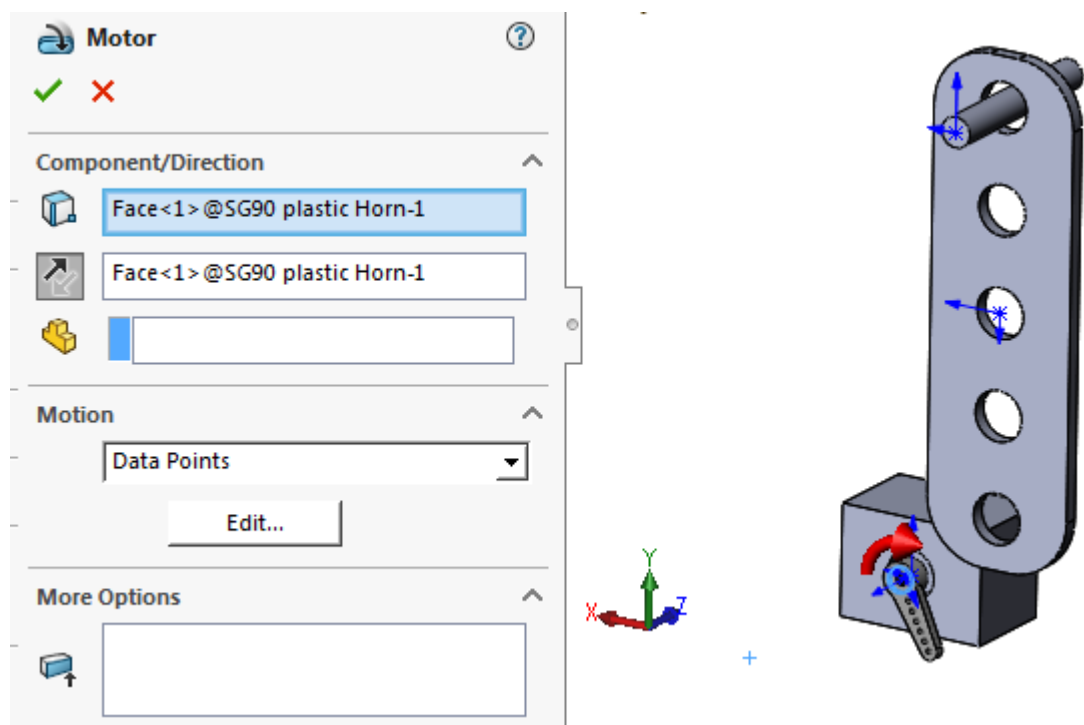 Motor
?
Component/Direction
Face<1>@SG90 plastic Horn-1
Face<1>@SG90 plastic Horn-1
Motion
Data Points
Edit...
More Options
Y
X
Z